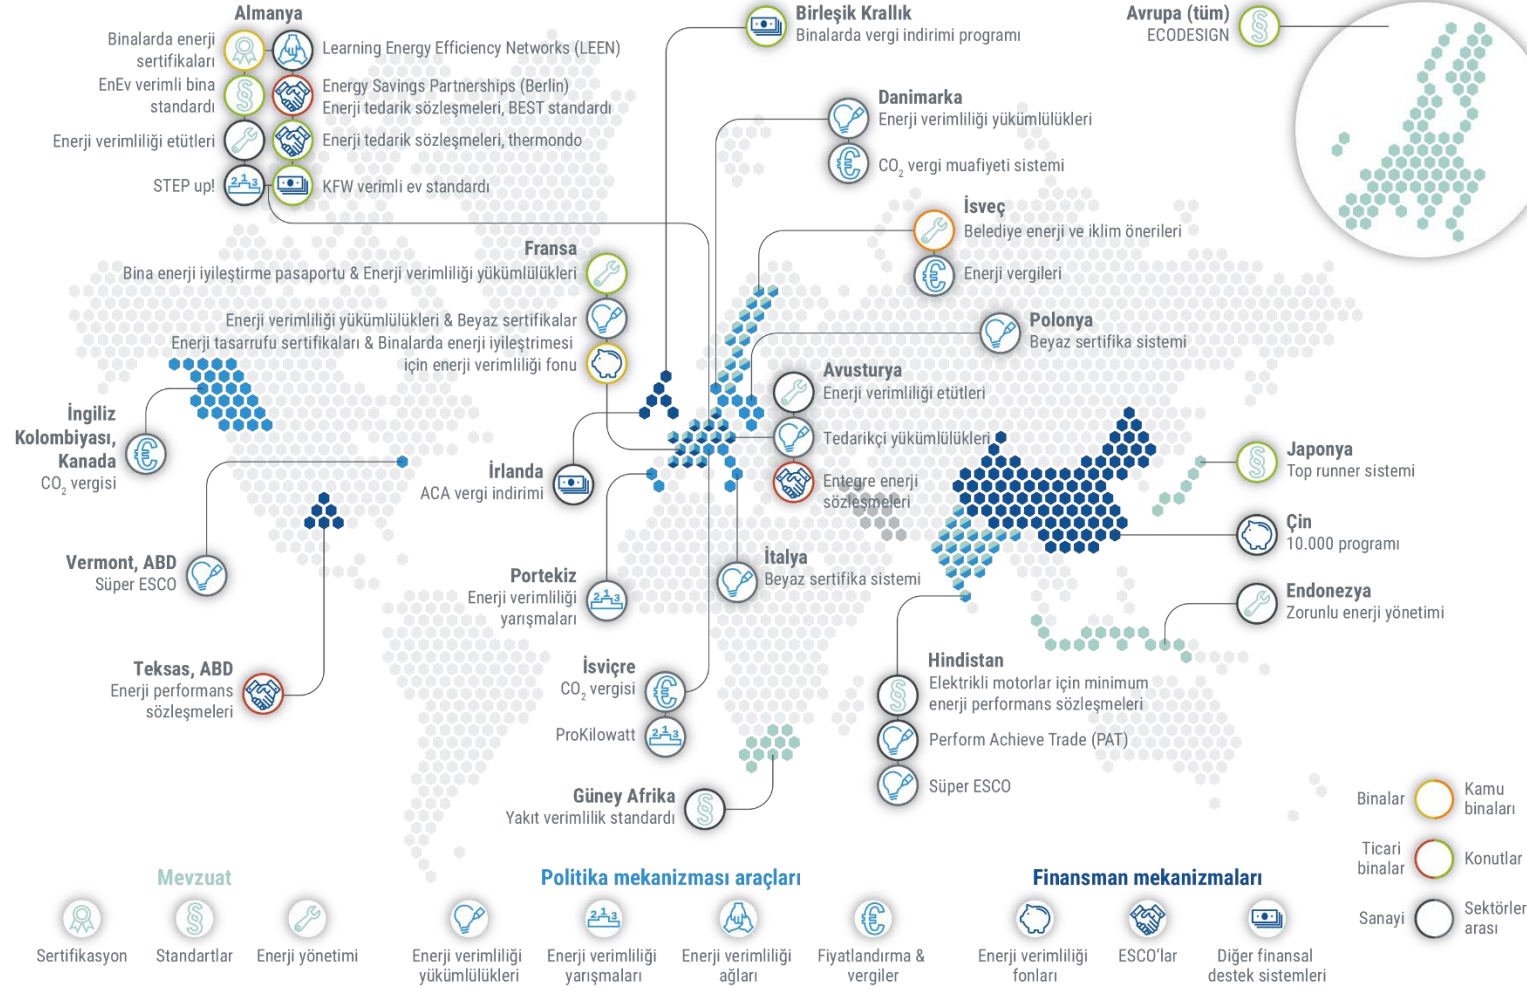 Almanya
Binalarda enerji
sertifikaları
Learning Energy Efficiency Networks (LEEN)
EnEv verimli bina
standardı
Energy Savings Partnerships (Berlin)
Enerji tedarik sözleşmeleri, BEST standardı
Enerji verimliliği etütleri
Enerji tedarik sözleşmeleri, thermondo
STEP up!
KFW verimli ev standardı
Birleşik Krallık
Binalarda vergi indirimi programı
Avrupa (tüm)
ECODESIGN
Danimarka
Enerji verimliliği yükümlülükleri
CO2 vergi muafiyeti sistemi
İsveç
Belediye enerji ve iklim önerileri
Enerji vergileri
Fransa
Bina enerji iyileştirme pasaportu & Enerji verimliliği yükümlülükleri
Enerji verimliliği yükümlülükleri & Beyaz sertifikalar
Enerji tasarrufu sertifikaları & Binalarda enerji iyileştrimesi
için enerji verimliliği fonu
Polonya
Beyaz sertifika sistemi
Avusturya
Enerji verimliliği etütleri
Tedarikçi yükümlülükleri
Entegre enerji
sözleşmeleri
İngiliz
Kolombiyası,
Kanada
CO2 vergisi
İrlanda
ACA vergi indirimi
Japonya
Top runner sistemi
Çin
10.000 programı
Vermont, ABD
Süper ESCO
Portekiz
Enerji verimliliği
yarışmaları
İtalya
Beyaz sertifika sistemi
Endonezya
Zorunlu enerji yönetimi
Teksas, ABD
Enerji performans
sözleşmeleri
İsviçre
CO2 vergisi
ProKilowatt
Hindistan
Elektrikli motorlar için minimum
enerji performans sözleşmeleri
Perform Achieve Trade (PAT)
Süper ESCO
Güney Afrika
Yakıt verimlilik standardı
Binalar
Kamu
binaları
Ticari
binalar
Konutlar
Sanayi
Sektörler
arası
Mevzuat
Sertifikasyon
Standartlar
Enerji yönetimi
Politika mekanizması araçları
Enerji verimliliği
yükümlülükleri
Enerji verimliliği
yarışmaları
Enerji verimliliği
ağları
Fiyatlandırma &
vergiler
Finansman mekanizmaları
Enerji verimliliği
fonları
ESCO'lar
Diğer finansal
destek sistemleri